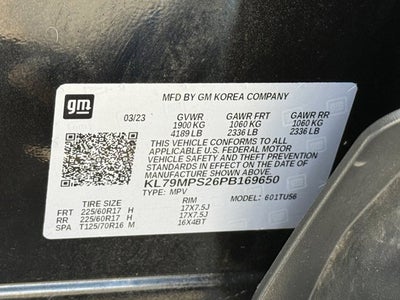 gm
MFD BY GM KOREA COMPANY
03/23 GVWR GAWR FRT GAWR RR
1900 KG 1060 KG 1060 KG
4189 LB 2336 LB 2336 LB
THIS VEHICLE CONFORMS TO ALL
APPLICABLE U.S. FEDERAL MOTOR
VEHICLE SAFETY, BUMPER, AND THEFT PREVENTION
STANDARDS IN EFFECT ON THE DATE OF
MANUFACTURE SHOWN ABOVE.
KL79MPS26PB169650
TYPE: MPV MODEL: 601TU56
TIRE SIZE RIM
FRT 225/60R17 H 17X7.5J
RR 225/60R17 H 17X7.5J
SPA T125/70R16 M 16X4BT